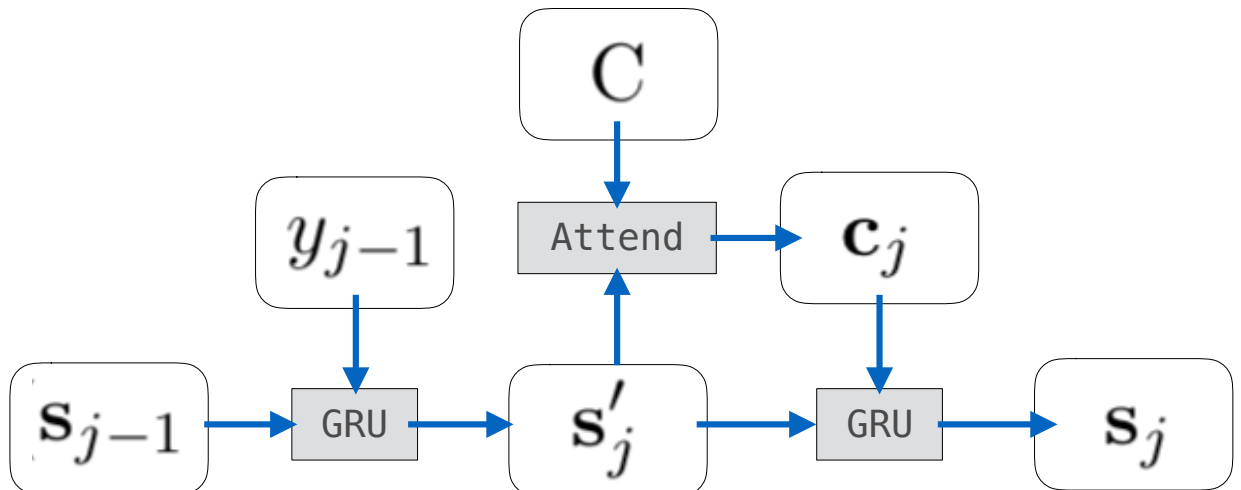 C
y_{j-1}
Attend
c_j
s_{j-1}
GRU
s'_j
GRU
s_j